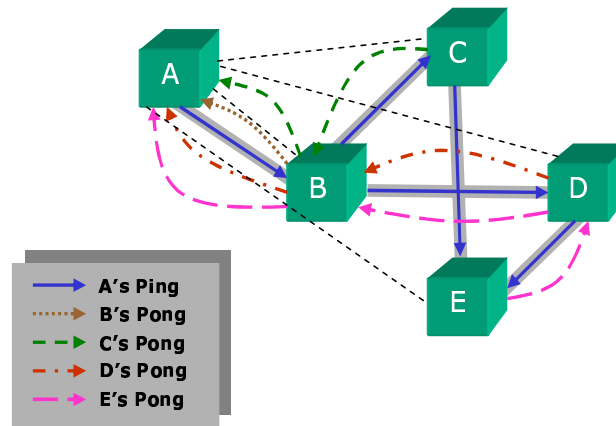 A
C
B
D
E
A's Ping
B's Pong
C's Pong
D's Pong
E's Pong